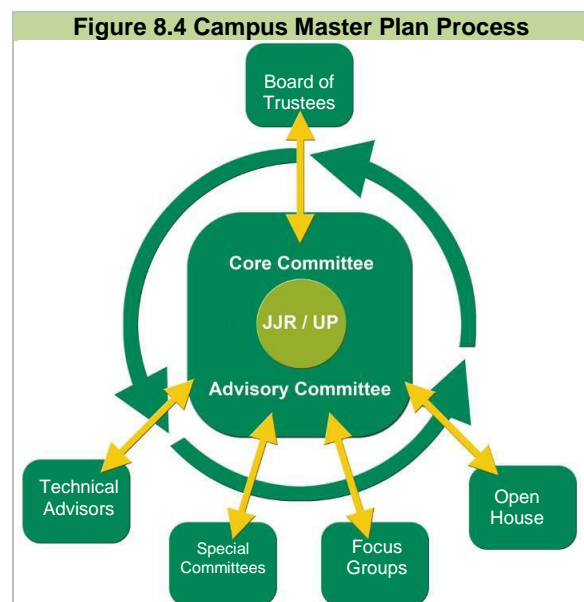 Figure 8.4 Campus Master Plan Process
Board of
Trustees
Core Committee
JJR / UP
Advisory Committee
Technical
Advisors
Special
Committees
Focus
Groups
Open
House